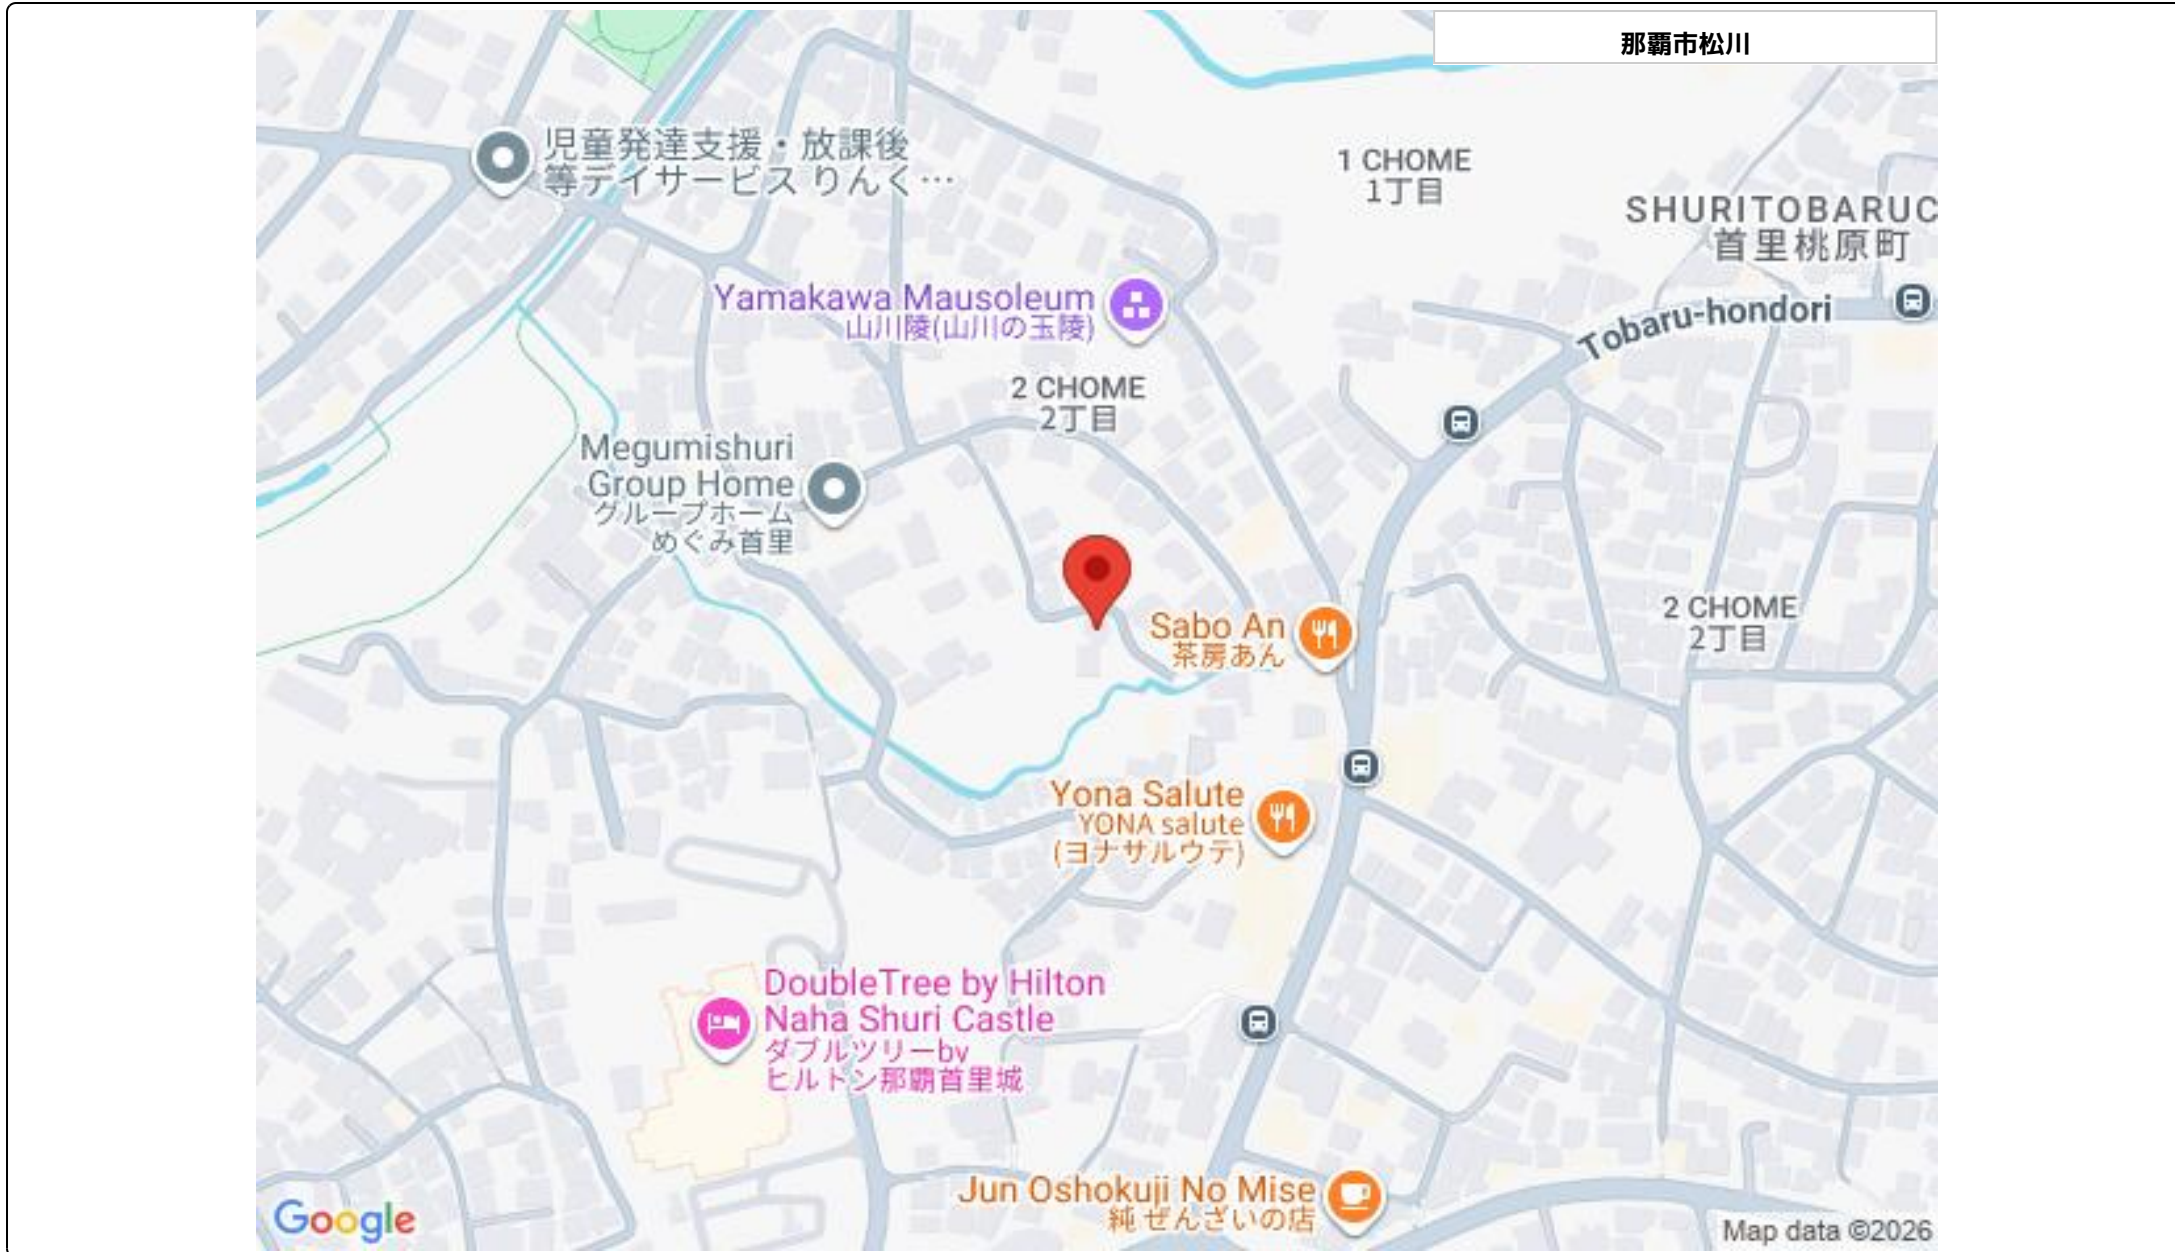 那覇市松川
児童発達支援・放課後
等デイサービス りんく…
1 CHOME
1丁目
SHURITOBARUC
首里桃原町
Yamakawa Mausoleum
山川陵(山川の玉陵)
Tobaru-hondori
2 CHOME
2丁目
Megumishuri
Group Home
グループホーム
めぐみ首里
Sabo An
茶房あん
2 CHOME
2丁目
Yona Salute
YONA salute
(ヨナサルウテ)
DoubleTree by Hilton
Naha Shuri Castle
ダブルツリーby
ヒルトン那覇首里城
Jun Oshokuji No Mise
純 ぜんざいの店
Google
Map data ©2026